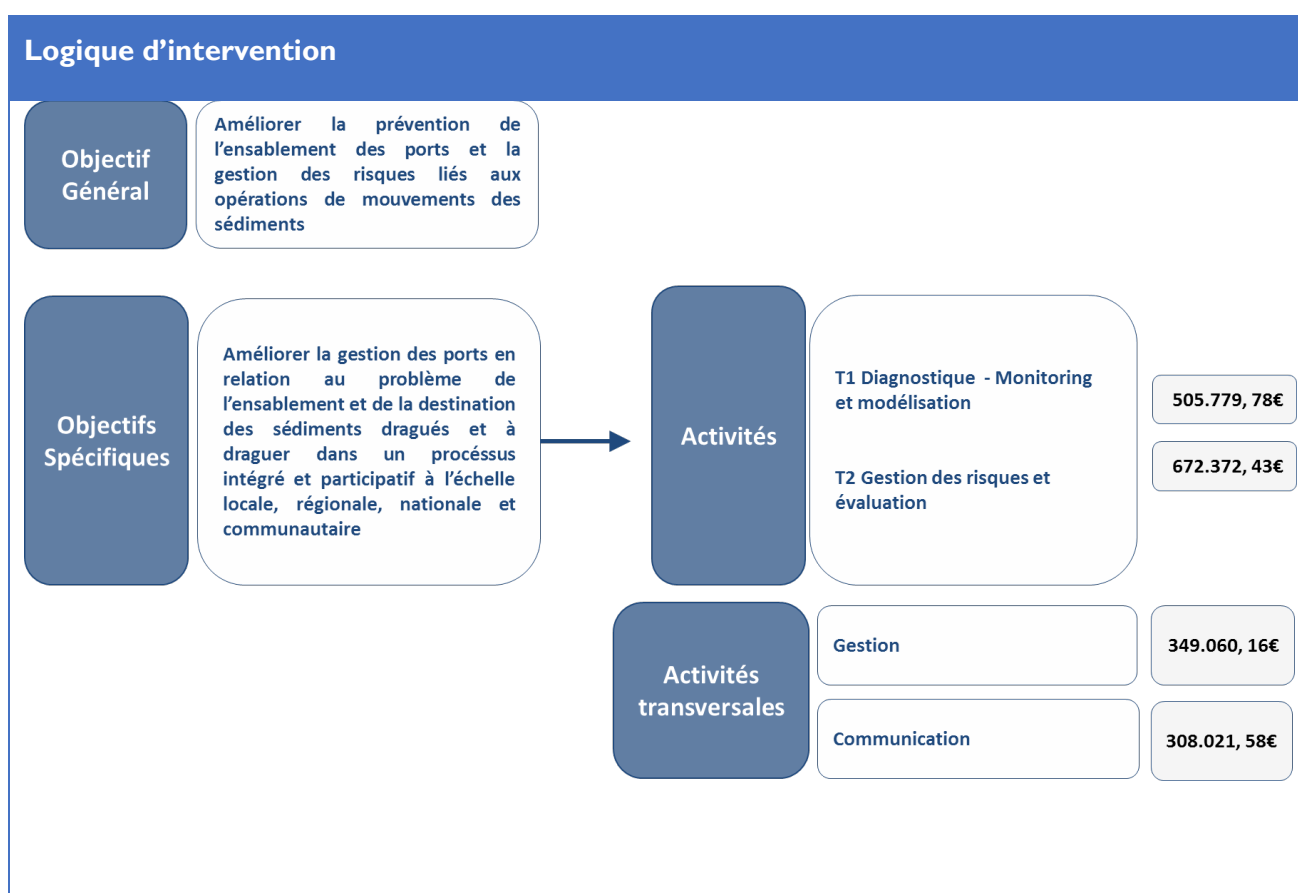 Logique d’intervention
Objectif
Général
Améliorer la prévention de
l’ensablement des ports et la
gestion des risques liés aux
opérations de mouvements des
sédiments
Objectifs
Spécifiques
Améliorer la gestion des ports en
relation au problème de
l’ensablement et de la destination
des sédiments dragués et à
draguer dans un procéssus
intégré et participatif à l’échelle
locale, régionale, nationale et
communautaire
Activités
T1 Diagnostique - Monitoring
et modélisation
505.779, 78€
T2 Gestion des risques et
évaluation
672.372, 43€
Activités
transversales
Gestion
349.060, 16€
Communication
308.021, 58€